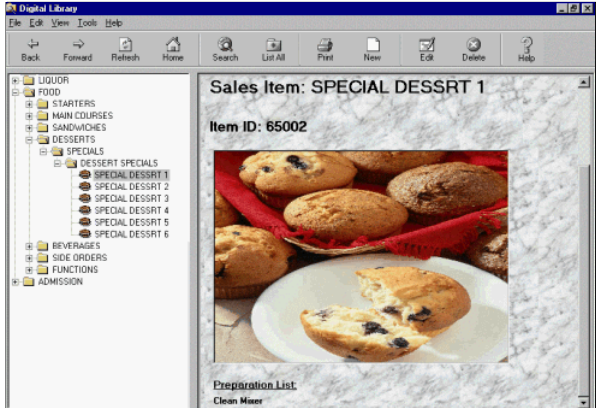 Digital Library
File Edit View Tools Help
Back Forward Refresh Home Search List All Print New Edit Delete Help
LIQUOR
FOOD
STARTERS
MAIN COURSES
SANDWICHES
DESSERTS
SPECIALS
DESSERT SPECIALS
SPECIAL DESSRT 1
SPECIAL DESSRT 2
SPECIAL DESSRT 3
SPECIAL DESSRT 4
SPECIAL DESSRT 5
SPECIAL DESSRT 6
BEVERAGES
SIDE ORDERS
FUNCTIONS
ADMISSION
Sales Item: SPECIAL DESSRT 1
Item ID: 65002
Preparation List:
Clean Mixer